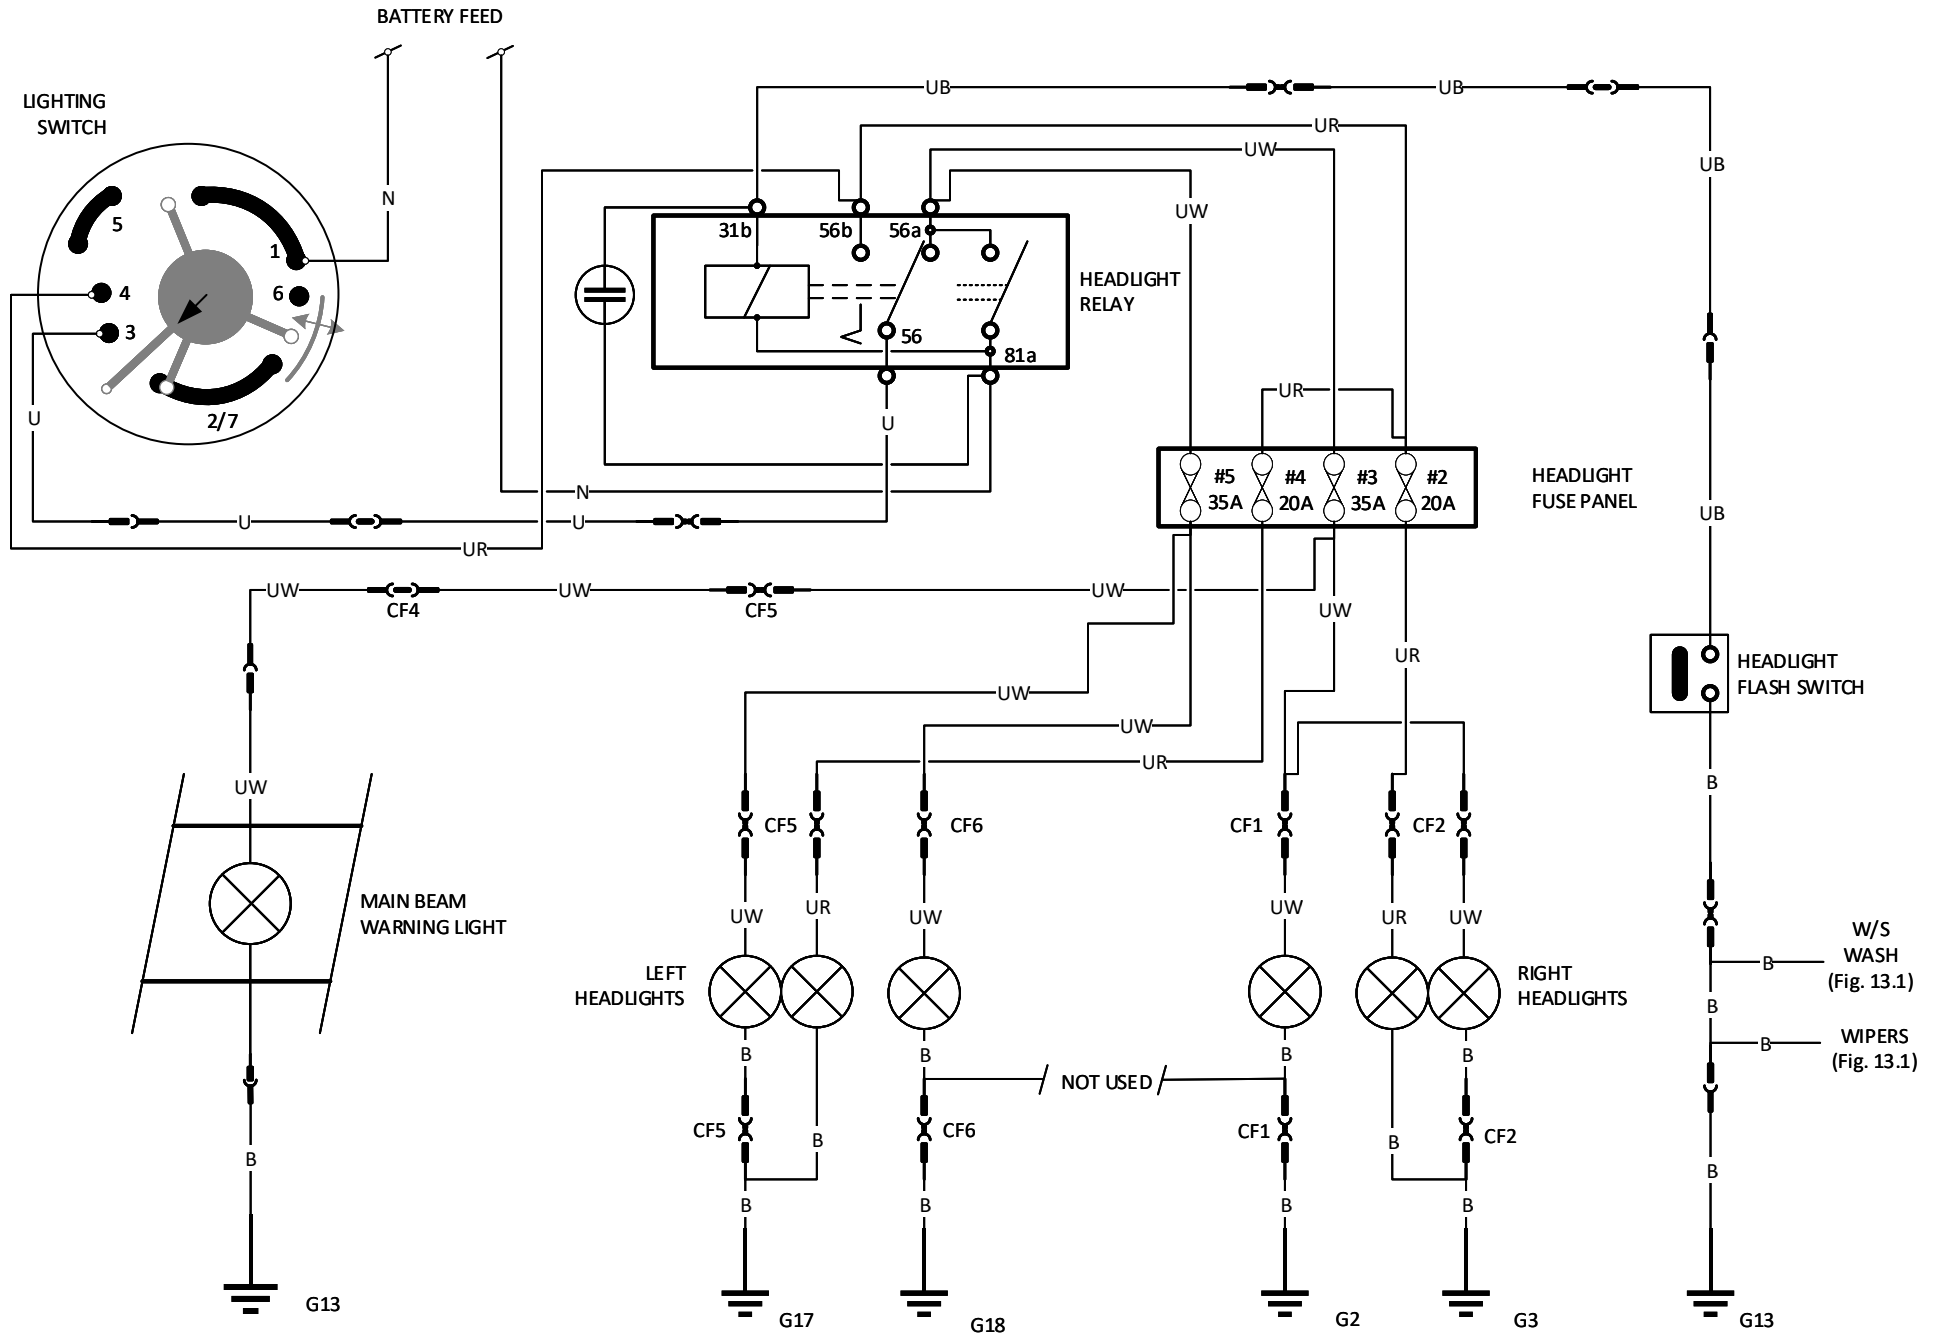 BATTERY FEED
LIGHTING
SWITCH
UB
UB
UR
UW
UB
N
UW
5
1
4
6
3
2/7
31b
56b
56a
56
81a
HEADLIGHT
RELAY
U
U
UR
N
U
U
UR
#5
35A
#4
20A
#3
35A
#2
20A
HEADLIGHT
FUSE PANEL
UB
UW
UW
UW
CF4
CF5
UW
UR
HEADLIGHT
FLASH SWITCH
UW
UW
UR
UW
B
CF5
CF6
CF1
CF2
MAIN BEAM
WARNING LIGHT
UW
UR
UW
UW
UR
UW
LEFT
HEADLIGHTS
RIGHT
HEADLIGHTS
W/S
WASH
(Fig. 13.1)
B
B
WIPERS
(Fig. 13.1)
B
B
B
B
B
NOT USED
CF5
CF6
CF1
CF2
B
B
B
B
B
B
B
B
G13
G17
G18
G2
G3
G13